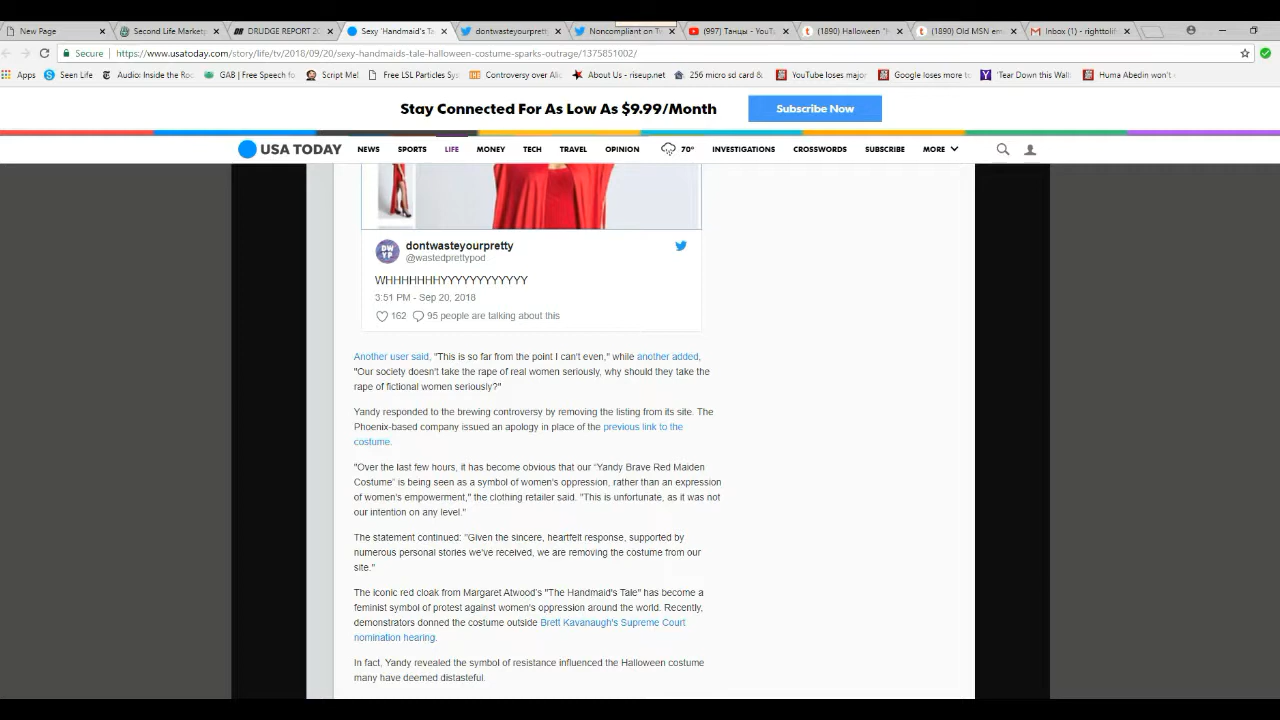 New Page
Second Life Marketp
DRUDGE REPORT 20
Sexy 'Handmaid's Ta
dontwasteyourpretty
Noncompliant on Tw
(997) Танцы - YouTu
(1890) Halloween "H
(1890) Old MSN em
Inbox (1) - righttolif
Secure
https://www.usatoday.com/story/life/tv/2018/09/20/sexy-handmaids-tale-halloween-costume-sparks-outrage/1375851002/
Apps
Seen Life
Audio: Inside the Ro
GAB | Free Speech fo
Script Me!
Free LSL Particles Sys
Controversy over Ali
About Us - riseup.net
256 micro sd card &
YouTube loses major
Google loses more to
'Tear Down this Wall
Huma Abedin won't
Stay Connected For As Low As $9.99/Month
Subscribe Now
USA TODAY
NEWS
SPORTS
LIFE
MONEY
TECH
TRAVEL
OPINION
70°
INVESTIGATIONS
CROSSWORDS
SUBSCRIBE
MORE
DW
YP
dontwasteyourpretty
@wastedprettypod
WHHHHHHHYYYYYYYYYYYY
3:51 PM - Sep 20, 2018
162
95 people are talking about this
Another user said, "This is so far from the point I can't even," while another added,
"Our society doesn't take the rape of real women seriously, why should they take the
rape of fictional women seriously?"
Yandy responded to the brewing controversy by removing the listing from its site. The
Phoenix-based company issued an apology in place of the previous link to the
costume.
"Over the last few hours, it has become obvious that our “Yandy Brave Red Maiden
Costume” is being seen as a symbol of women's oppression, rather than an expression
of women's empowerment," the clothing retailer said. "This is unfortunate, as it was not
our intention on any level."
The statement continued: "Given the sincere, heartfelt response, supported by
numerous personal stories we've received, we are removing the costume from our
site."
The iconic red cloak from Margaret Atwood's "The Handmaid's Tale" has become a
feminist symbol of protest against women's oppression around the world. Recently,
demonstrators donned the costume outside Brett Kavanaugh's Supreme Court
nomination hearing.
In fact, Yandy revealed the symbol of resistance influenced the Halloween costume
many have deemed distasteful.